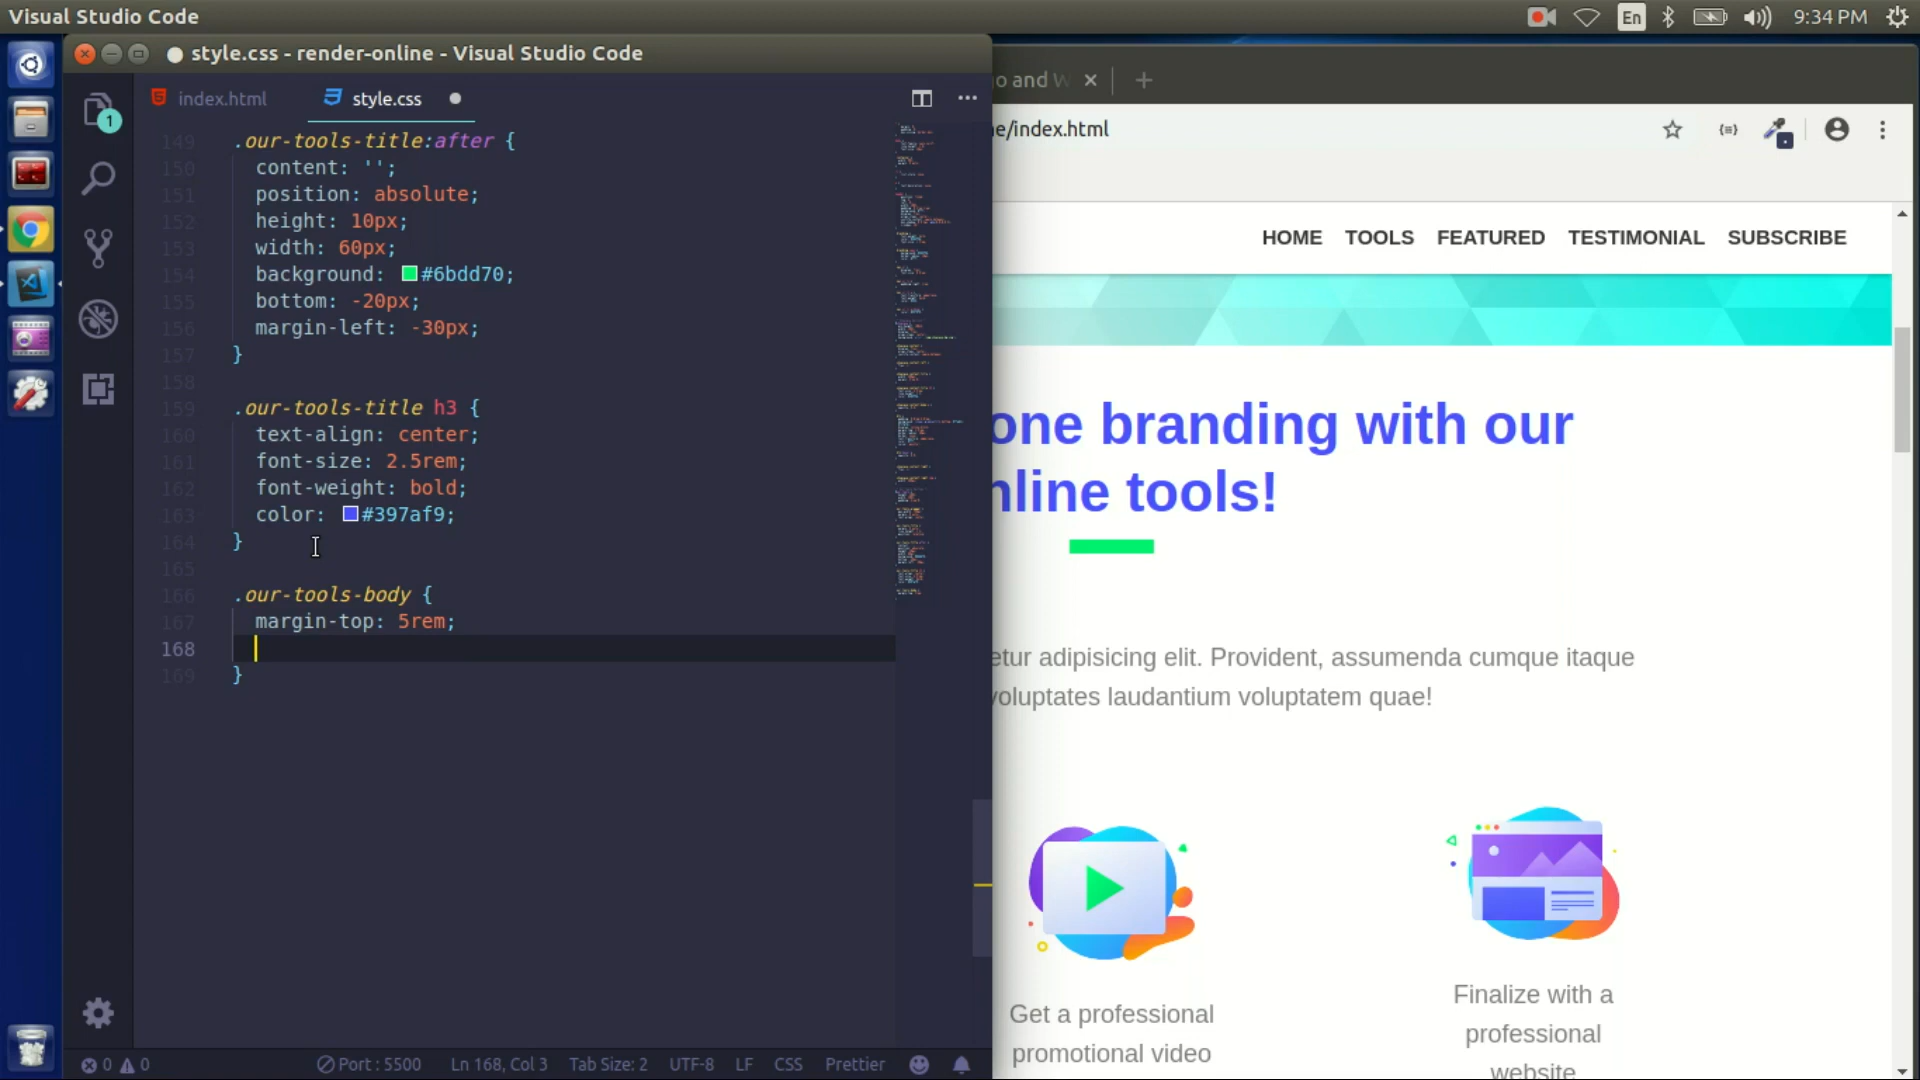 Visual Studio Code
En
9:34 PM
style.css - render-online - Visual Studio Code
index.html
style.css
1
149 .our-tools-title:after {
150 content: '';
151 position: absolute;
152 height: 10px;
153 width: 60px;
154 background: #6bdd70;
155 bottom: -20px;
156 margin-left: -30px;
157 }
158
159 .our-tools-title h3 {
160 text-align: center;
161 font-size: 2.5rem;
162 font-weight: bold;
163 color: #397af9;
164 }
165
166 .our-tools-body {
167 margin-top: 5rem;
168
169 }
0 0
Port : 5500
Ln 168, Col 3
Tab Size: 2
UTF-8
LF
CSS
Prettier
o and W
e/index.html
HOME TOOLS FEATURED TESTIMONIAL SUBSCRIBE
one branding with our
nline tools!
etur adipisicing elit. Provident, assumenda cumque itaque
voluptates laudantium voluptatem quae!
Get a professional
promotional video
Finalize with a
professional
website